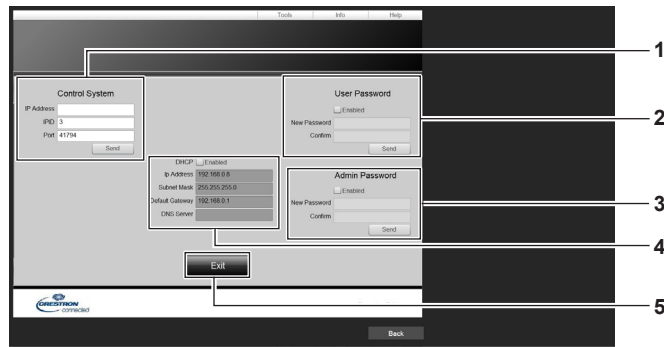 Tools Info Help
1
Control System
IP Address
IPID 3
Port 41794
Send
User Password
Enabled
New Password
Confirm
Send
2
DHCP Enabled
Ip Address 192.168.0.8
Subnet Mask 255.255.255.0
Default Gateway 192.168.0.1
DNS Server
Admin Password
Enabled
New Password
Confirm
Send
3
4
Exit
5
CRESTRON
connected
Back